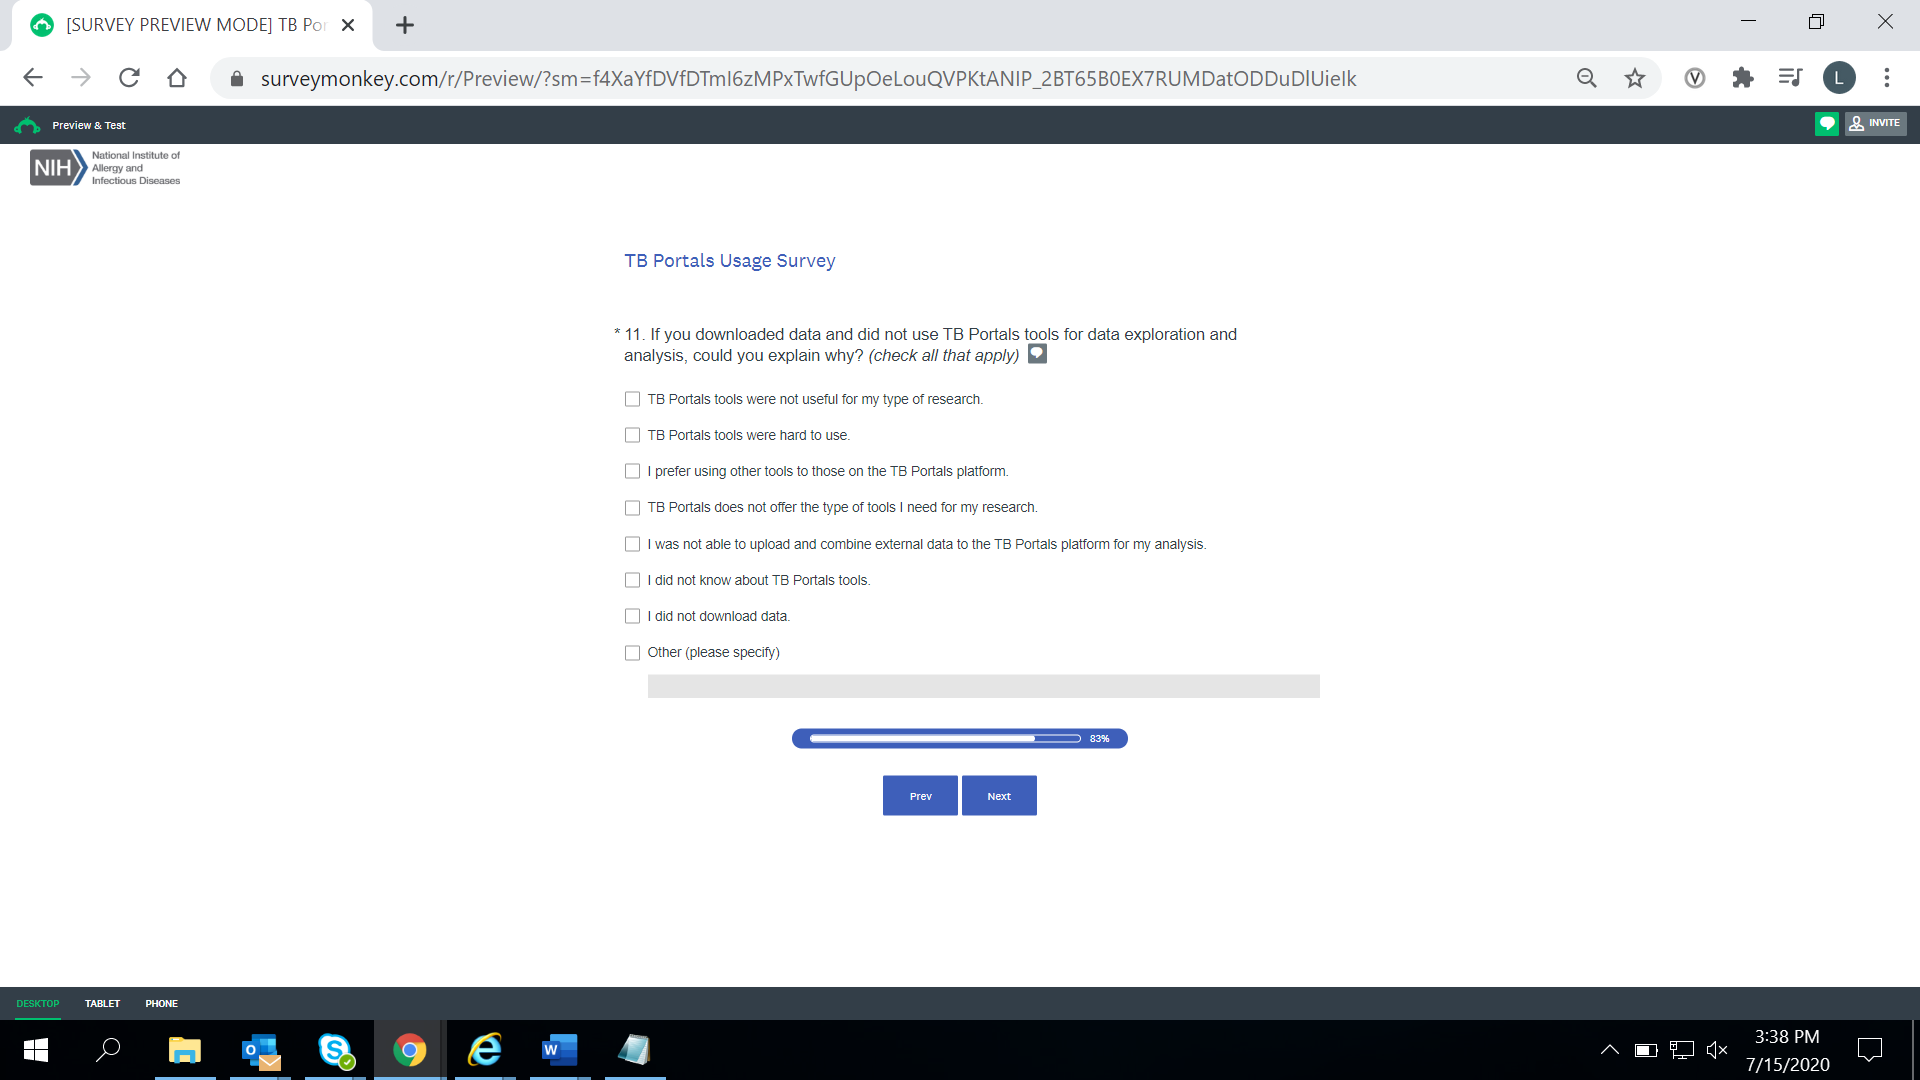 [SURVEY PREVIEW MODE] TB Por
surveymonkey.com/r/Preview/?sm=f4XaYfDVfDTml6zMPxTwfGUpOeLouQVPKtANIP_2BT65B0EX7RUMDatODDuDlUieIk
L
Preview & Test
INVITE
NIH
National Institute of
Allergy and
Infectious Diseases
TB Portals Usage Survey
* 11. If you downloaded data and did not use TB Portals tools for data exploration and
analysis, could you explain why? (check all that apply)
TB Portals tools were not useful for my type of research.
TB Portals tools were hard to use.
I prefer using other tools to those on the TB Portals platform.
TB Portals does not offer the type of tools I need for my research.
I was not able to upload and combine external data to the TB Portals platform for my analysis.
I did not know about TB Portals tools.
I did not download data.
Other (please specify)
83%
Prev
Next
DESKTOP
TABLET
PHONE
3:38 PM
7/15/2020